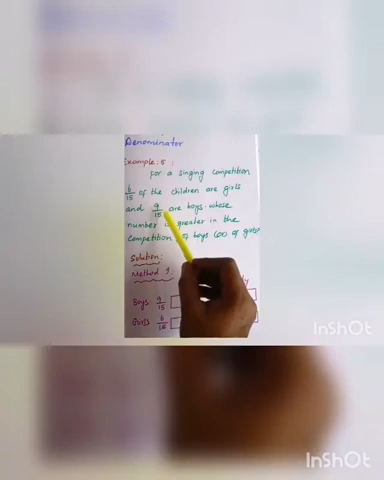 Denominator
Example: 5 :
For a singing competition
6/15 of the children are girls
and 9/15 are boys. whose
number is greater in the
competition of boys (or) of girls?
Solution:
Method 1:
Boys 9/15
Girls 6/15
InShOt
InShOt